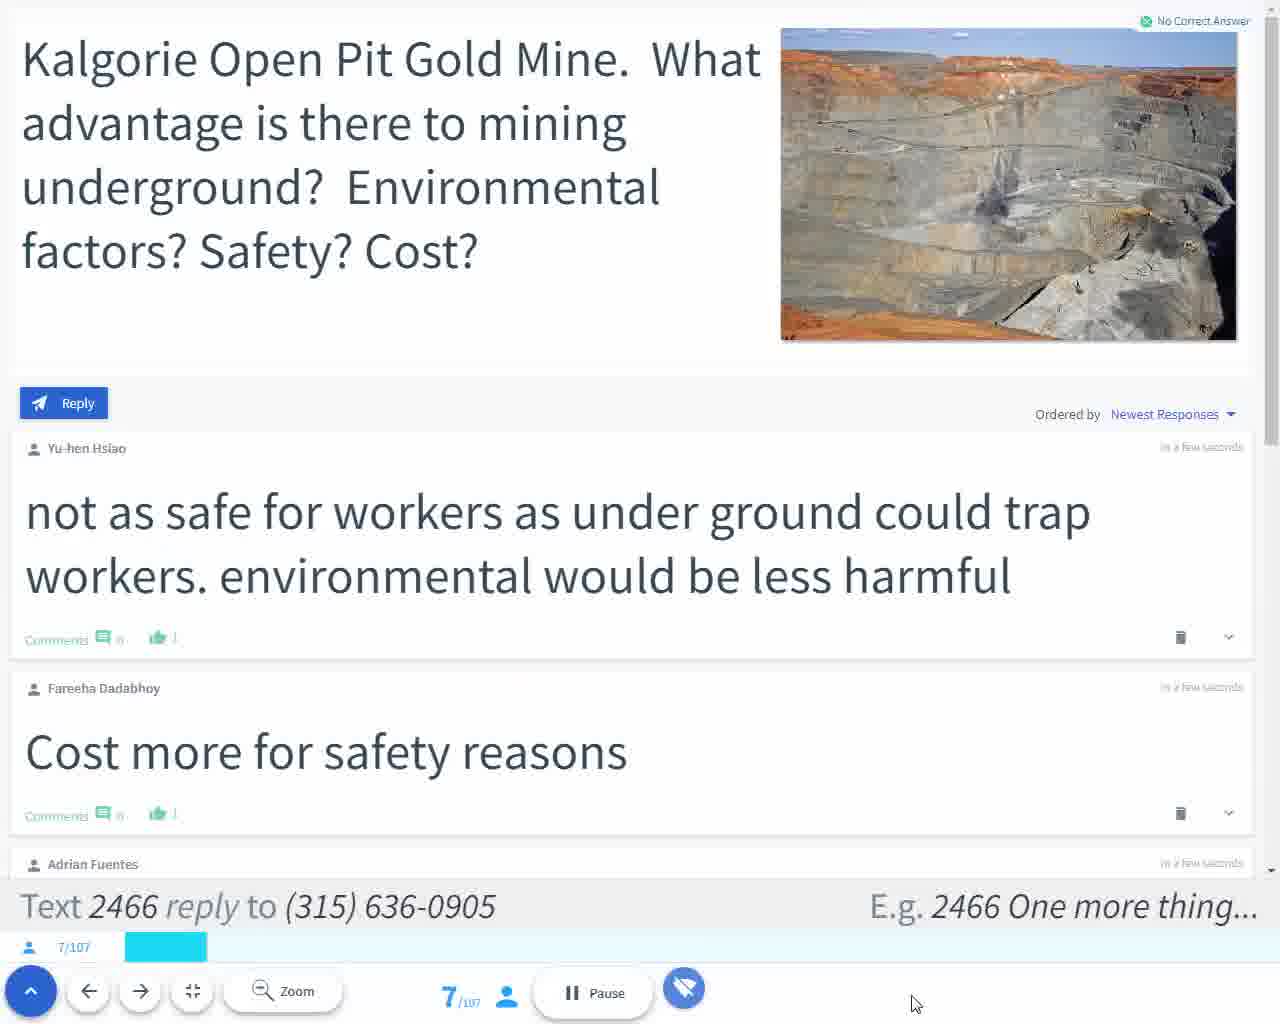 No Correct Answer
Kalgorie Open Pit Gold Mine. What
advantage is there to mining
underground? Environmental
factors? Safety? Cost?
Reply
Ordered by Newest Responses
Yu-hen Hsiao
in a few seconds
not as safe for workers as under ground could trap
workers. environmental would be less harmful
Comments 0 1
Fareeha Dadabhoy
in a few seconds
Cost more for safety reasons
Comments 0 1
Adrian Fuentes
in a few seconds
Text 2466 reply to (315) 636-0905
E.g. 2466 One more thing...
7/107
Zoom
7/107
Pause